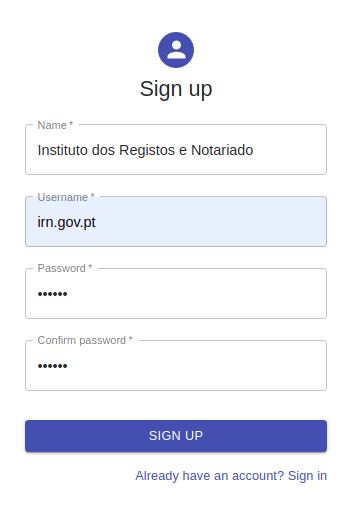 Sign up
Name *
Instituto dos Registos e Notariado
Username *
irn.gov.pt
Password *
••••••
Confirm password *
••••••
SIGN UP
Already have an account? Sign in